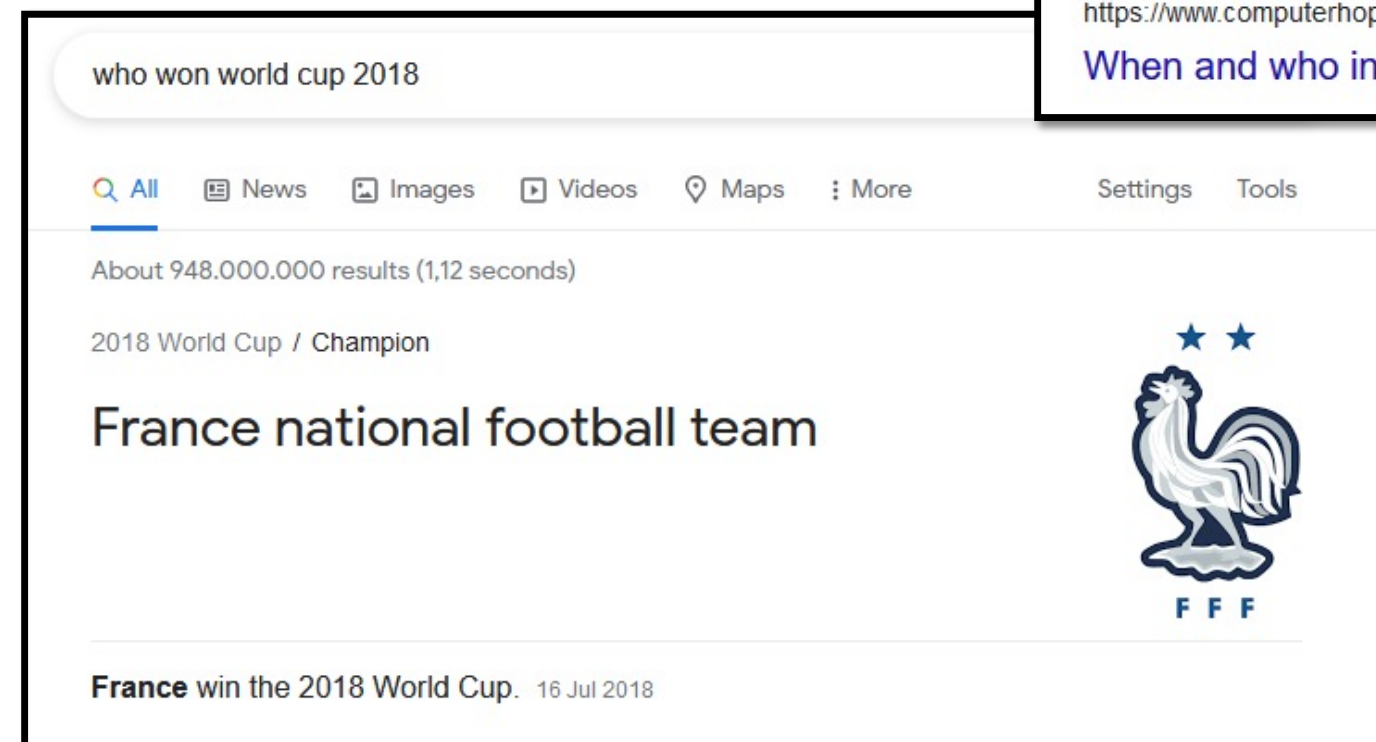 https://www.computerhop
When and who in
who won world cup 2018
All News Images Videos Maps More Settings Tools
About 948.000.000 results (1,12 seconds)
2018 World Cup / Champion
France national football team
F F F
France win the 2018 World Cup. 16 Jul 2018